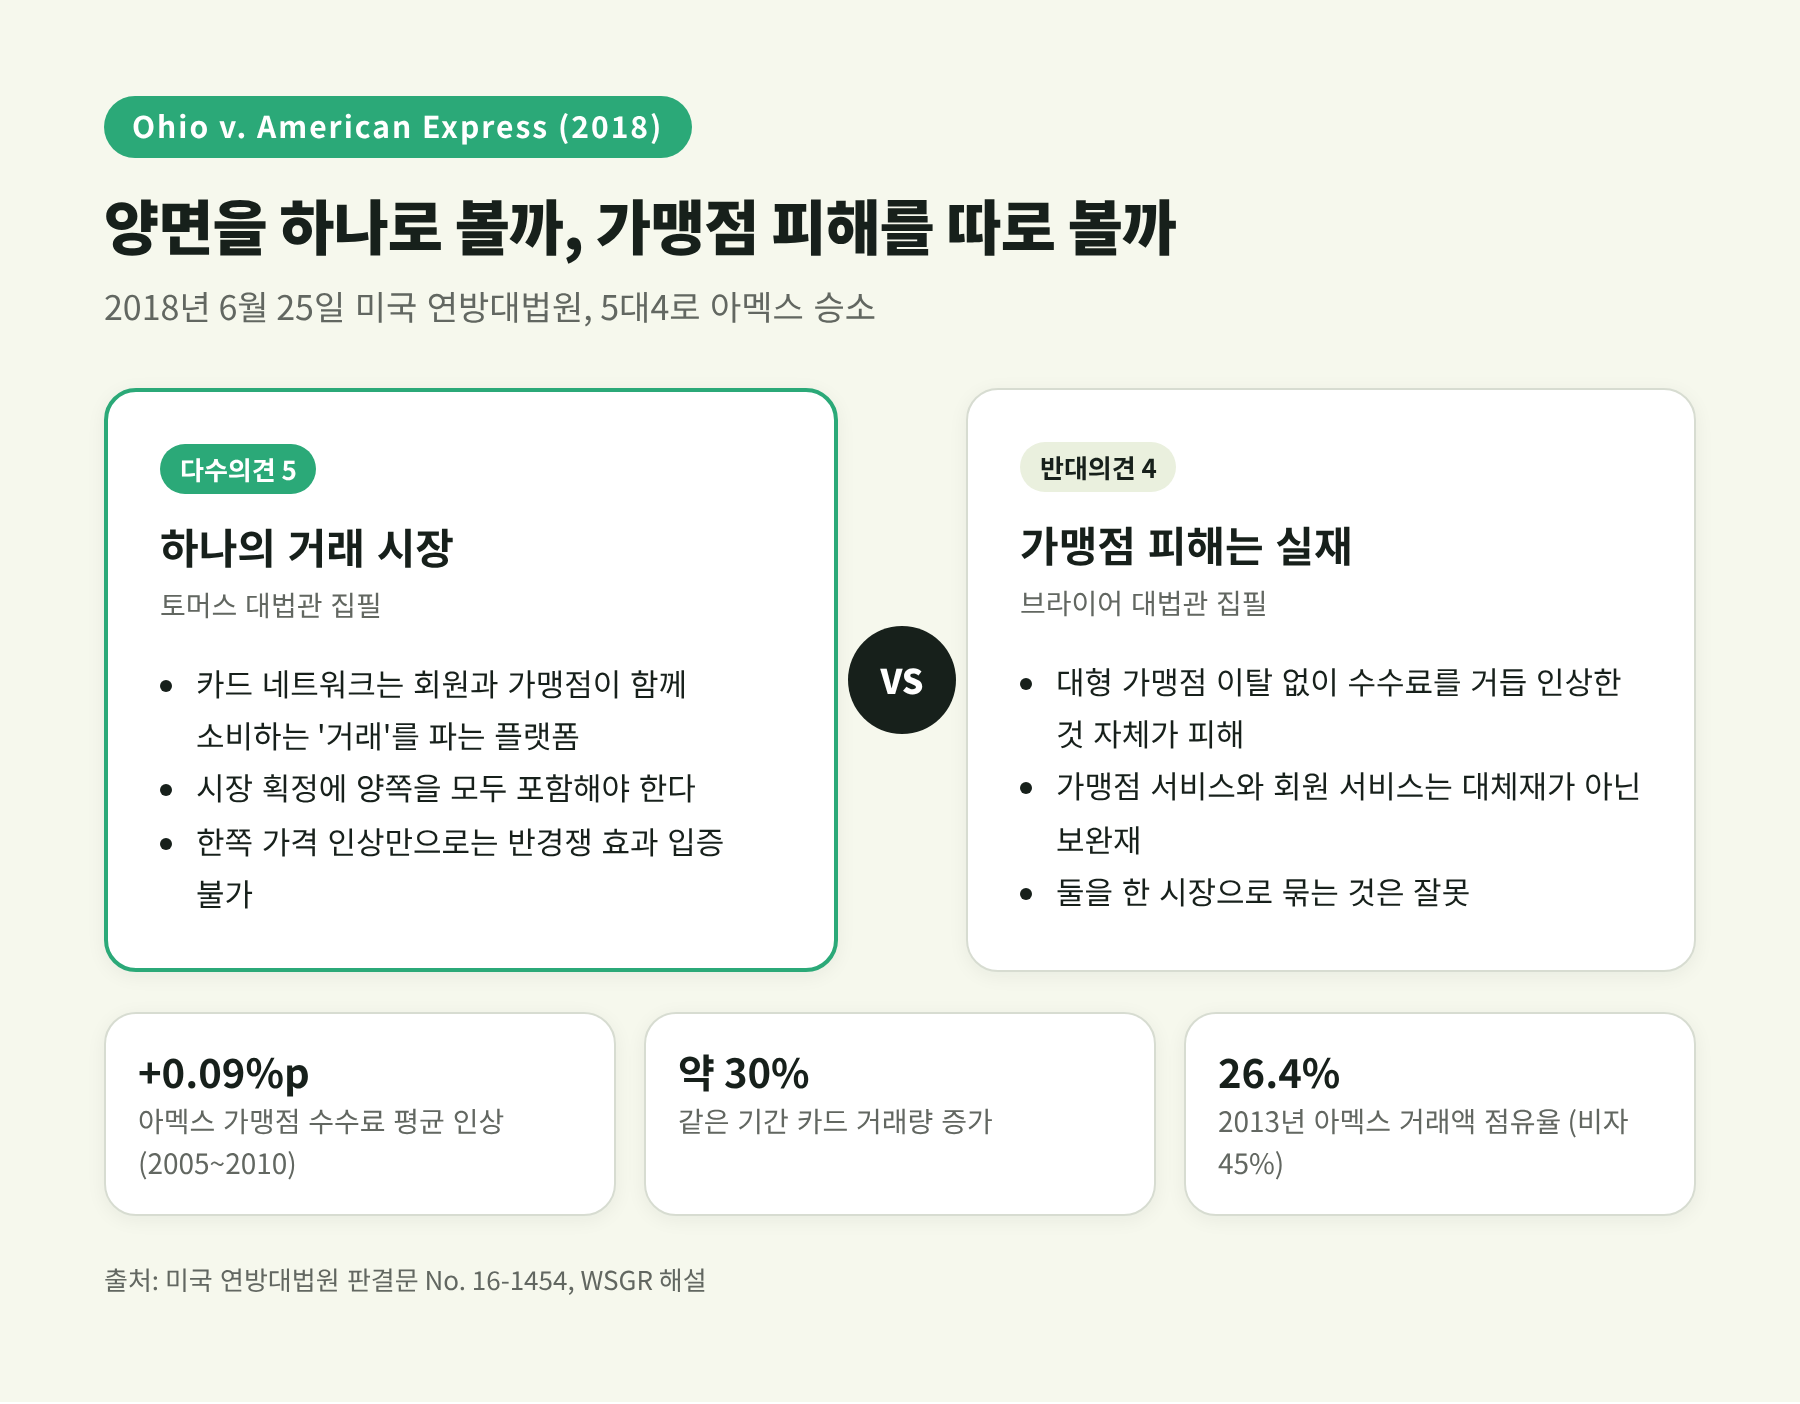 Ohio v. American Express (2018)
양면을 하나로 볼까, 가맹점 피해를 따로 볼까
2018년 6월 25일 미국 연방대법원, 5대4로 아멕스 승소
다수의견 5
하나의 거래 시장
토머스 대법관 집필
• 카드 네트워크는 회원과 가맹점이 함께
소비하는 '거래'를 파는 플랫폼
• 시장 획정에 양쪽을 모두 포함해야 한다
• 한쪽 가격 인상만으로는 반경쟁 효과 입증
불가
VS
반대의견 4
가맹점 피해는 실재
브라이어 대법관 집필
• 대형 가맹점 이탈 없이 수수료를 거듭 인상한
것 자체가 피해
• 가맹점 서비스와 회원 서비스는 대체재가 아닌
보완재
• 둘을 한 시장으로 묶는 것은 잘못
+0.09%p
아멕스 가맹점 수수료 평균 인상
(2005~2010)
약 30%
같은 기간 카드 거래량 증가
26.4%
2013년 아멕스 거래액 점유율 (비자
45%)
출처: 미국 연방대법원 판결문 No. 16-1454, WSGR 해설